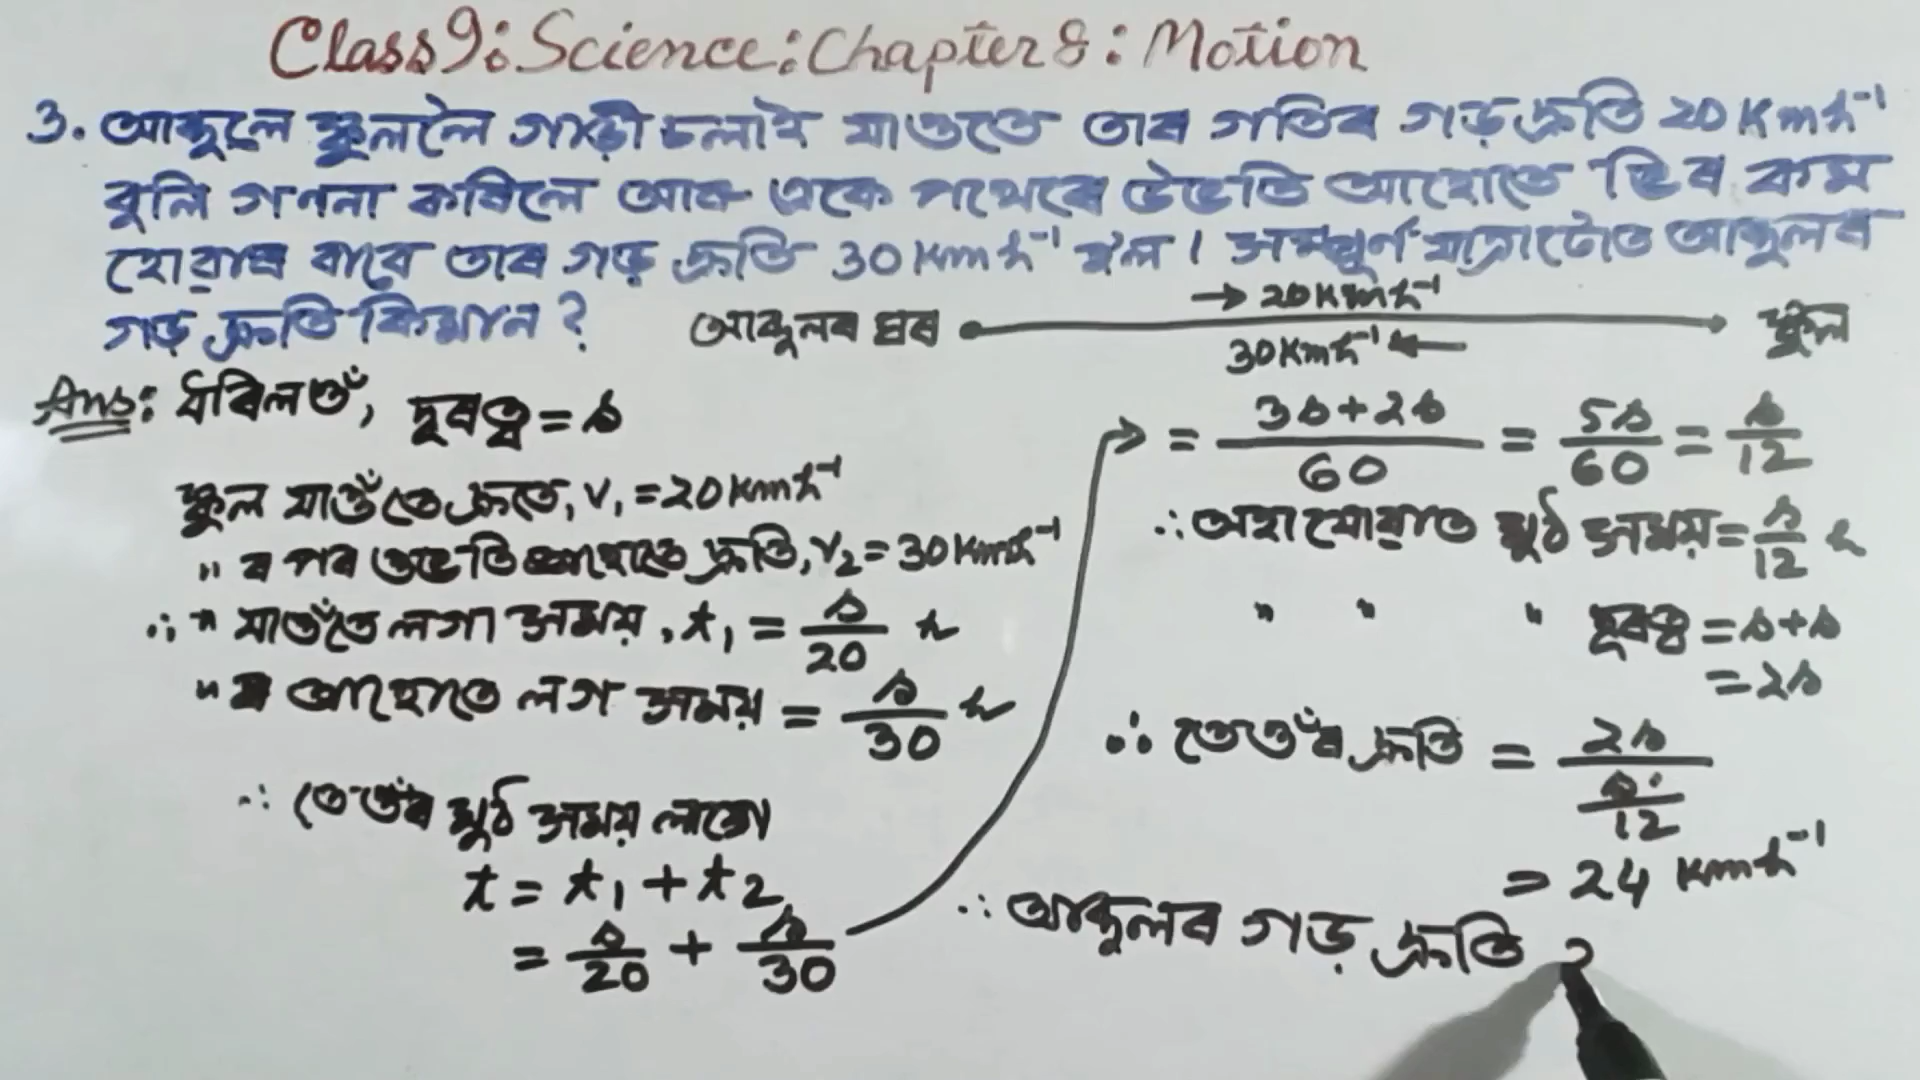 Class 9: Science: Chapter 8: Motion
3. আব্দুলে স্কুললৈ গাড়ী চলাই যাওতে তাৰ গতিৰ গড় দ্ৰুতি 20 Kmh⁻¹
বুলি গণনা কৰিলে আৰু একে পথেৰে উভতি আহোতে ভিৰ কম
হোৱাৰ বাবে তাৰ গড় দ্ৰুতি 30 Kmh⁻¹ হ'ল। সম্পূৰ্ণ যাত্ৰাটোত আব্দুলৰ
গড় দ্ৰুতি কিমান?
আব্দুলৰ ঘৰ
→ 20 Kmh⁻¹
30 Kmh⁻¹ ←
স্কুল
Ans: ধৰিলওঁ, দূৰত্ব = s
স্কুল যাওঁতে দ্ৰুতি, v₁ = 20 Kmh⁻¹
" ৰ পৰা উভতি আহোতে দ্ৰুতি, v₂ = 30 Kmh⁻¹
∴ " যাওঁতে লগা সময়, t₁ = s/20 h
" ৰ আহোতে লগা সময় = s/30 h
∴ তেওঁৰ মুঠ সময় লাগে
t = t₁ + t₂
= s/20 + s/30
= (3s + 2s)/60 = 5s/60 = s/12
∴ অহা যোৱাত মুঠ সময় = s/12 h
" " " দূৰত্ব = s + s
= 2s
∴ তেওঁৰ দ্ৰুতি = 2s/(s/12)
= 24 Kmh⁻¹
∴ আব্দুলৰ গড় দ্ৰুতি 2